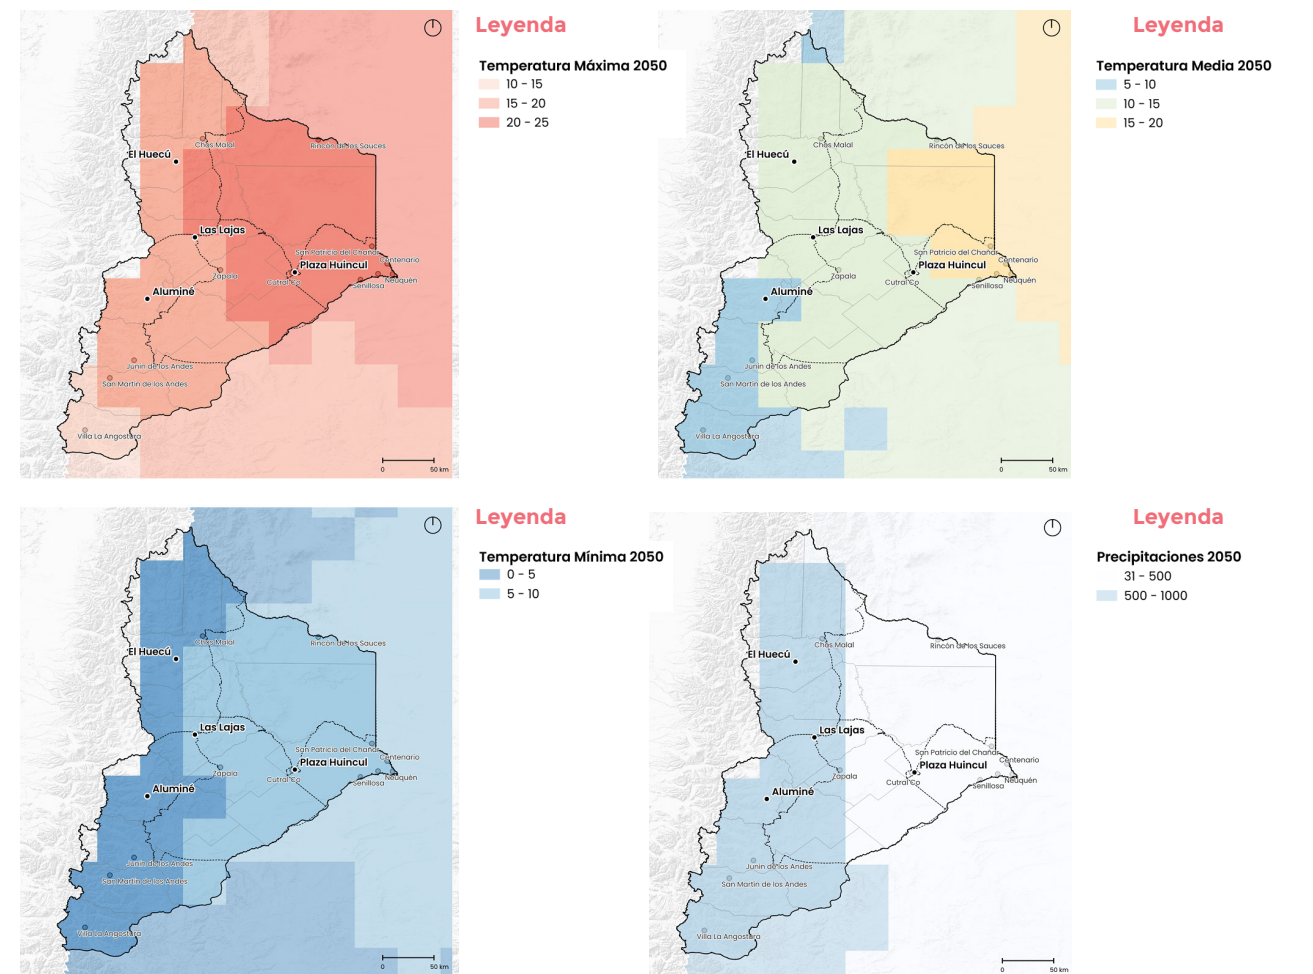 Leyenda
Temperatura Máxima 2050
10 - 15
15 - 20
20 - 25
Chos Malal
Rincón de los Sauces
El Huecú
Las Lajas
San Patricio del Chañar
Centenario
Plaza Huincul
Zapala
Cutral Co
Neuquén
Senillosa
Aluminé
Junín de los Andes
San Martín de los Andes
Villa La Angostura
0 50 km
Leyenda
Temperatura Media 2050
5 - 10
10 - 15
15 - 20
Chos Malal
Rincón de los Sauces
El Huecú
Las Lajas
San Patricio del Chañar
Centenario
Plaza Huincul
Zapala
Cutral Co
Neuquén
Senillosa
Aluminé
Junín de los Andes
San Martín de los Andes
Villa La Angostura
0 50 km
Leyenda
Temperatura Mínima 2050
0 - 5
5 - 10
Chos Malal
Rincón de los Sauces
El Huecú
Las Lajas
San Patricio del Chañar
Centenario
Plaza Huincul
Zapala
Cutral Co
Neuquén
Senillosa
Aluminé
Junín de los Andes
San Martín de los Andes
Villa La Angostura
0 50 km
Leyenda
Precipitaciones 2050
31 - 500
500 - 1000
Chos Malal
Rincón de los Sauces
El Huecú
Las Lajas
San Patricio del Chañar
Centenario
Plaza Huincul
Zapala
Cutral Co
Neuquén
Senillosa
Aluminé
Junín de los Andes
San Martín de los Andes
Villa La Angostura
0 50 km